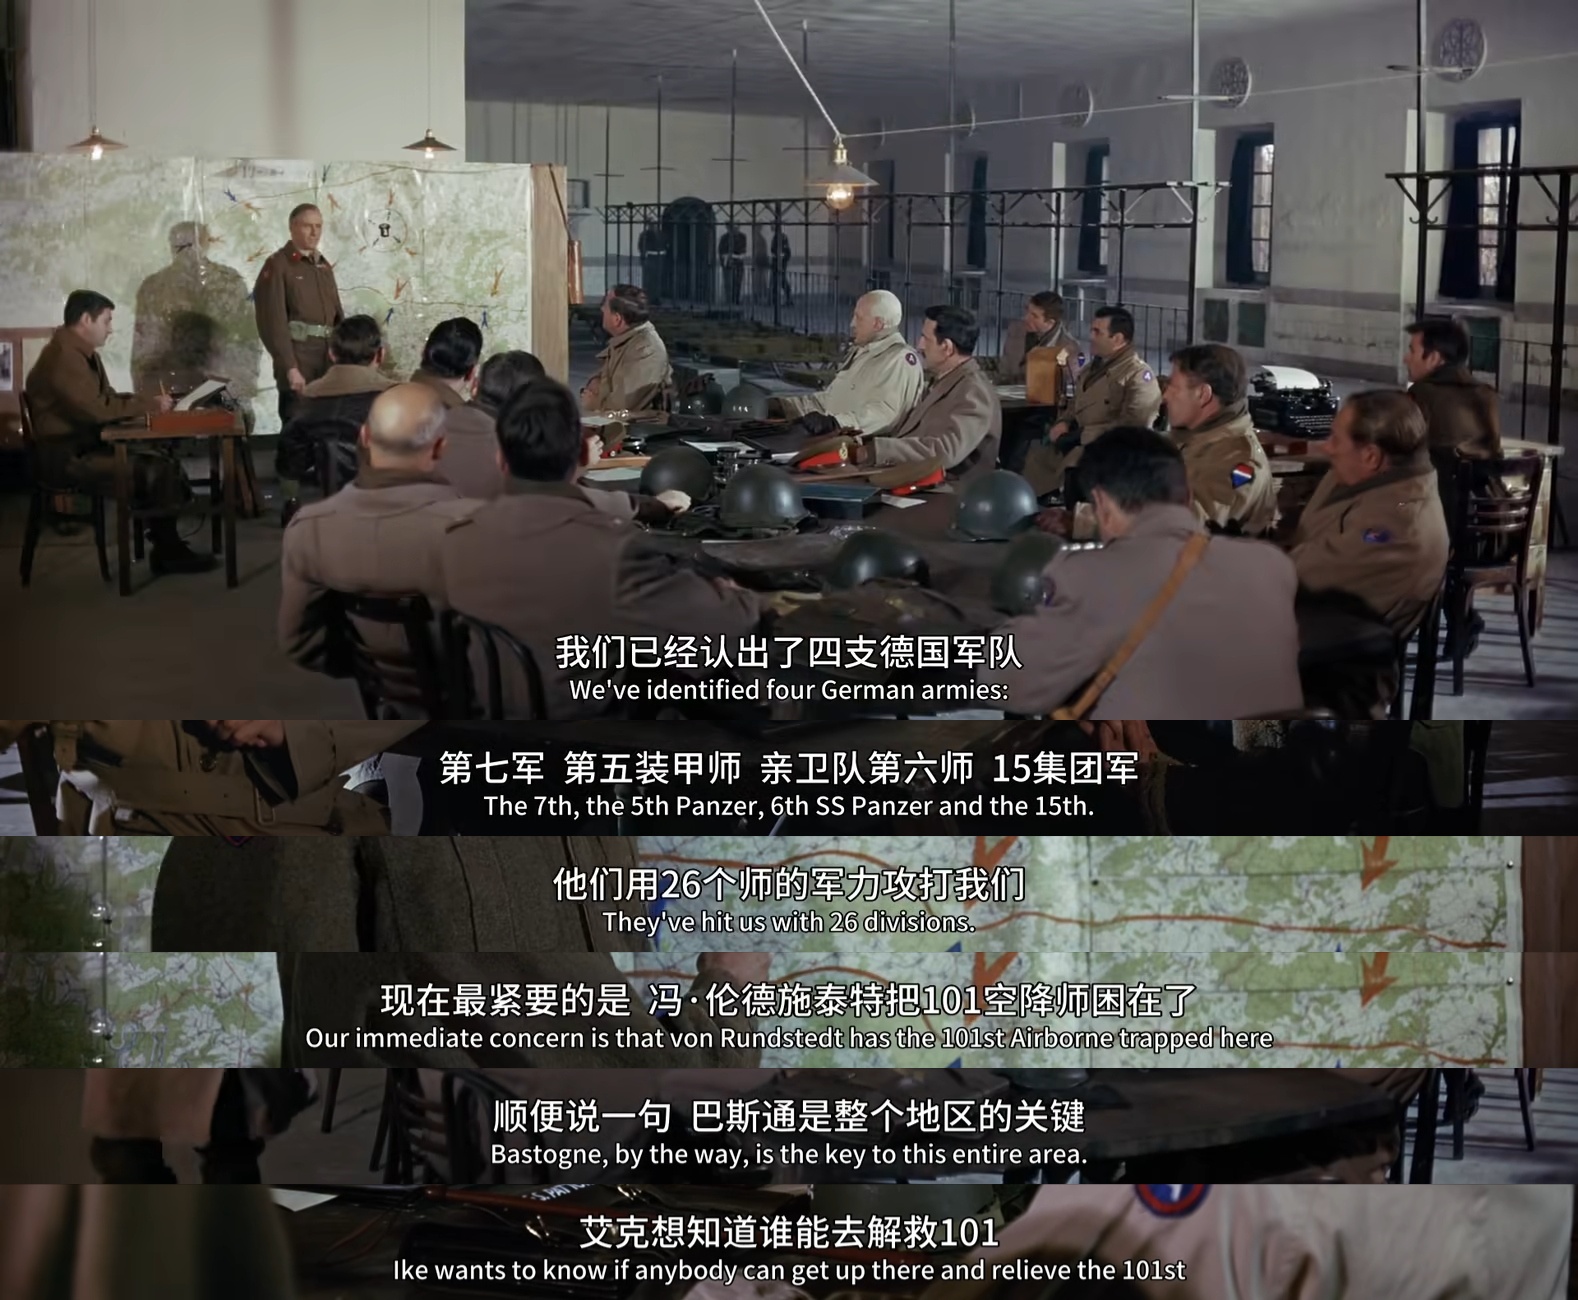 我们已经认出了四支德国军队
We've identified four German armies:
第七军 第五装甲师 亲卫队第六师 15集团军
The 7th, the 5th Panzer, 6th SS Panzer and the 15th.
他们用26个师的军力攻打我们
They've hit us with 26 divisions.
现在最紧要的是 冯·伦德施泰特把101空降师困在了
Our immediate concern is that von Rundstedt has the 101st Airborne trapped here
顺便说一句 巴斯通是整个地区的关键
Bastogne, by the way, is the key to this entire area.
艾克想知道谁能去解救101
Ike wants to know if anybody can get up there and relieve the 101st